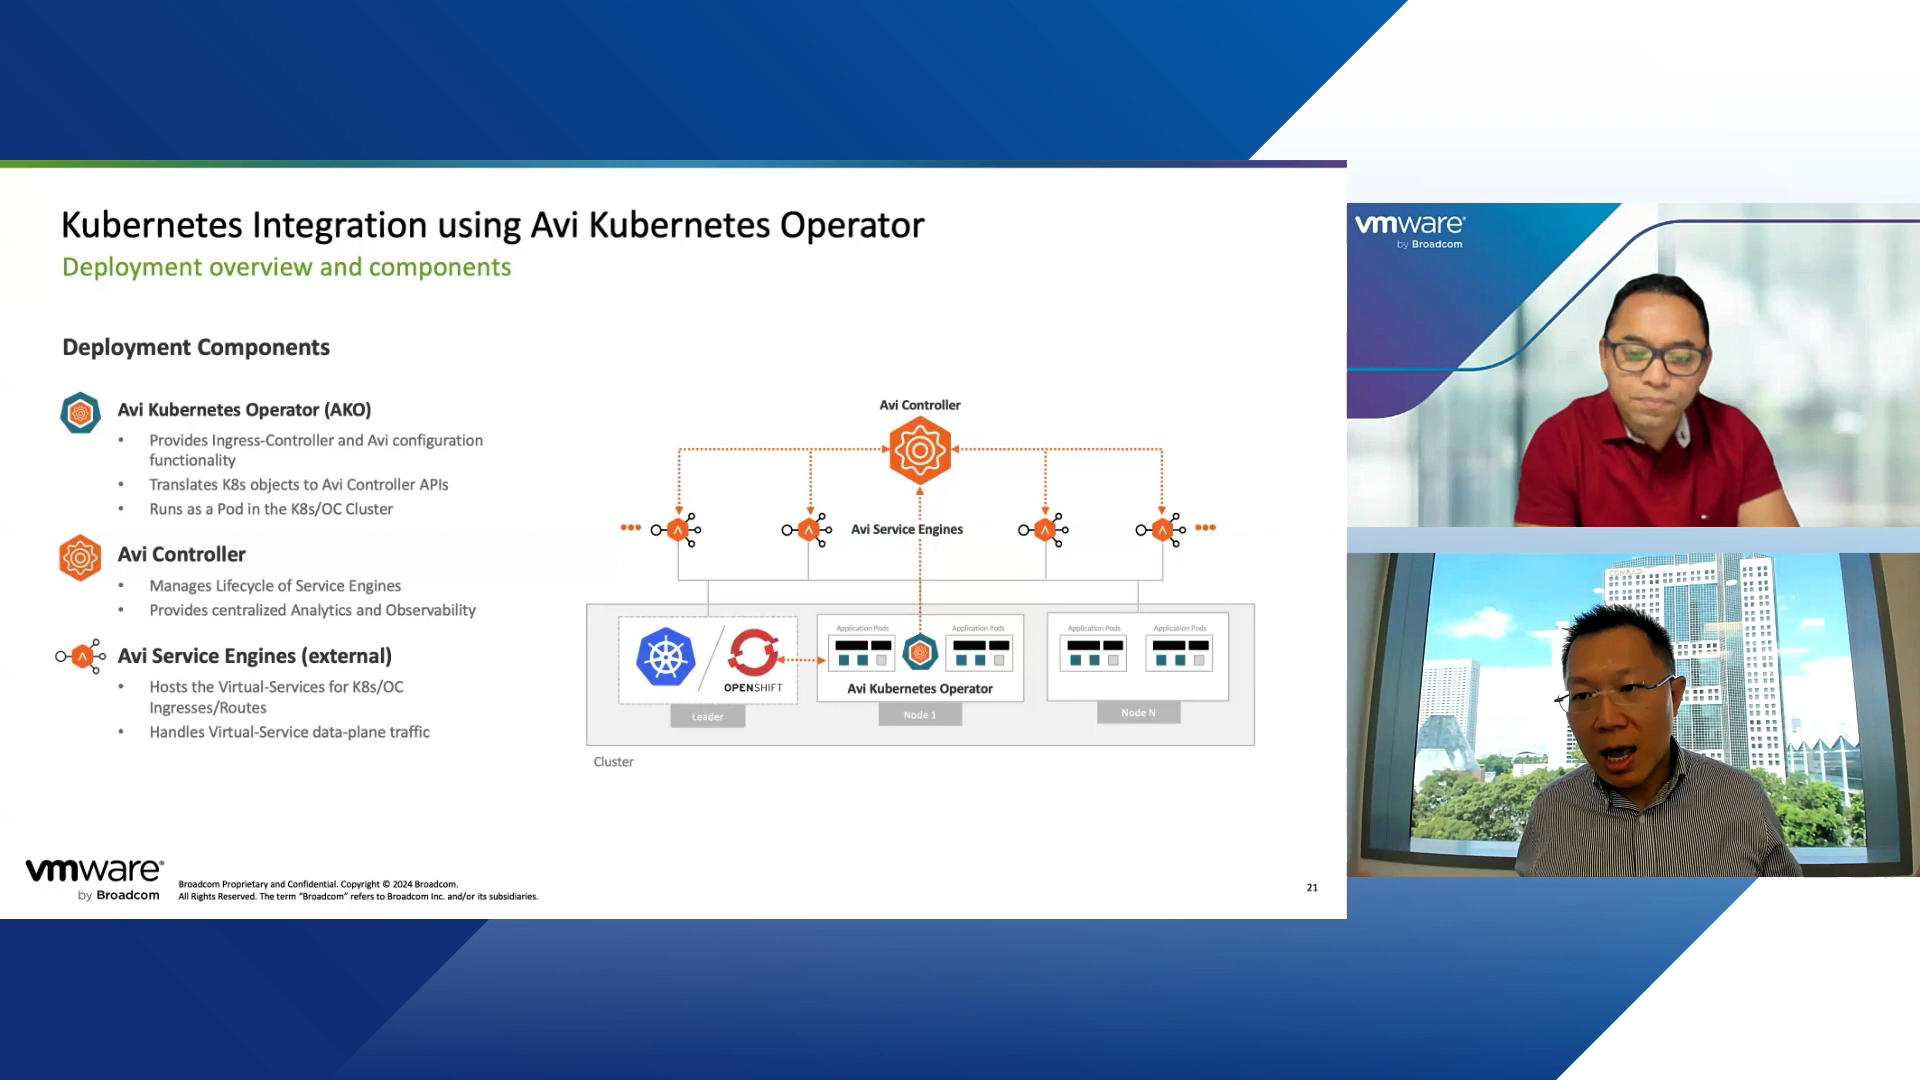 Kubernetes Integration using Avi Kubernetes Operator
Deployment overview and components
Deployment Components
Avi Kubernetes Operator (AKO)
• Provides Ingress-Controller and Avi configuration
functionality
• Translates K8s objects to Avi Controller APIs
• Runs as a Pod in the K8s/OC Cluster
Avi Controller
• Manages Lifecycle of Service Engines
• Provides centralized Analytics and Observability
Avi Service Engines (external)
• Hosts the Virtual-Services for K8s/OC
Ingresses/Routes
• Handles Virtual-Service data-plane traffic
Avi Controller
Avi Service Engines
Application Pods
Application Pods
Application Pods
Application Pods
OPENSHIFT
Avi Kubernetes Operator
Leader
Node 1
Node N
Cluster
vmware®
by Broadcom
Broadcom Proprietary and Confidential. Copyright © 2024 Broadcom.
All Rights Reserved. The term “Broadcom” refers to Broadcom Inc. and/or its subsidiaries.
21
vmware®
by Broadcom
CONRAD